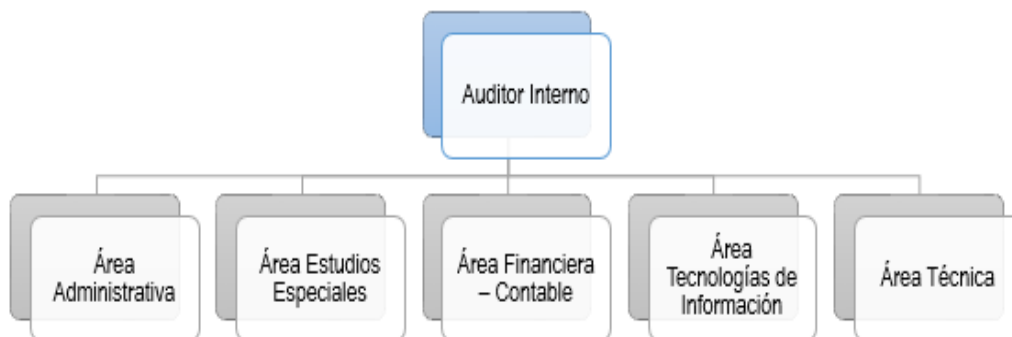 Auditor Interno
Área
Administrativa
Área Estudios
Especiales
Área Financiera
– Contable
Área
Tecnologías de
Información
Área Técnica